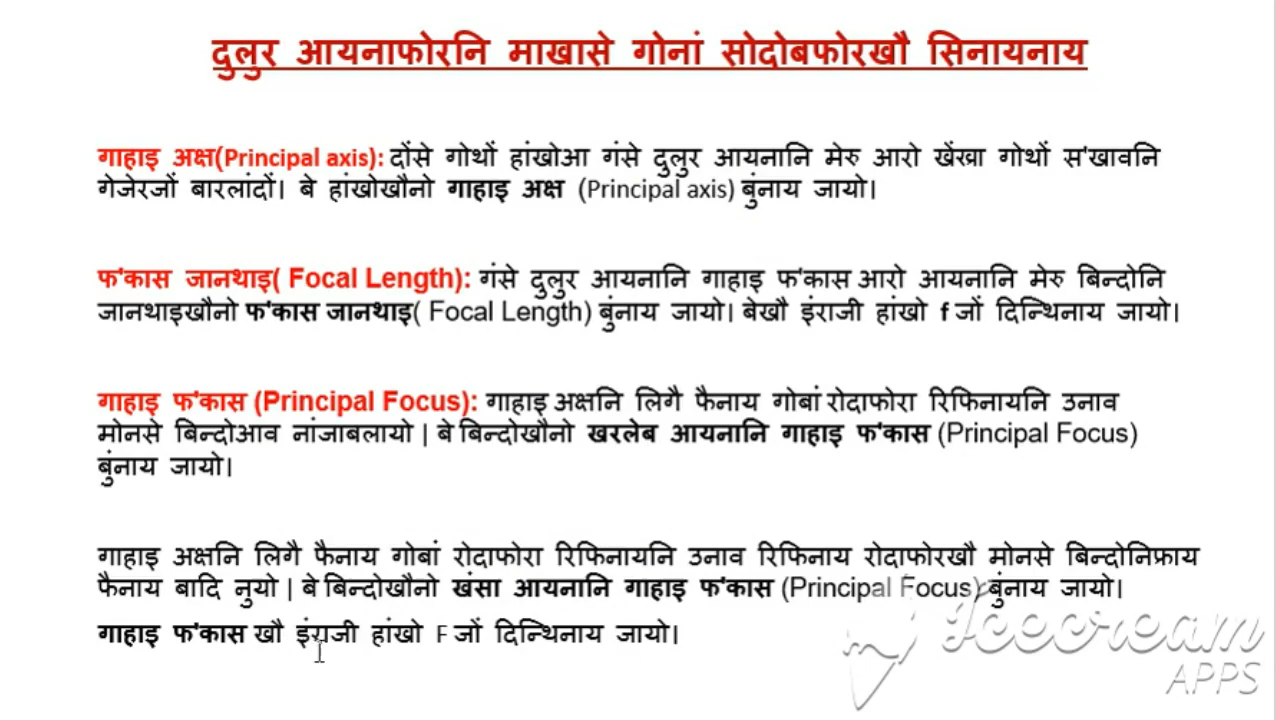 दुलुर आयनाफोरनि माखासे गोनां सोदोबफोरखौ सिनायनाय
गाहाइ अक्ष(Principal axis): दोंसे गोथों हांखोआ गंसे दुलुर आयनानि मेरु आरो खेंखा गोथों स'खावनि
गेजेरजों बारलांदों। बे हांखोखौनो गाहाइ अक्ष (Principal axis) बुंनाय जायो।
फ'कास जानथाइ( Focal Length): गंसे दुलुर आयनानि गाहाइ फ'कास आरो आयनानि मेरु बिन्दोनि
जानथाइखौनो फ'कास जानथाइ( Focal Length) बुंनाय जायो। बेखौ इंराजी हांखो f जों दिन्थिनाय जायो।
गाहाइ फ'कास (Principal Focus): गाहाइ अक्षनि लिगै फैनाय गोबां रोदाफोरा रिफिनायनि उनाव
मोनसे बिन्दोआव नांजाबलायो | बे बिन्दोखौनो खरलेब आयनानि गाहाइ फ'कास (Principal Focus)
बुंनाय जायो।
गाहाइ अक्षनि लिगै फैनाय गोबां रोदाफोरा रिफिनायनि उनाव रिफिनाय रोदाफोरखौ मोनसे बिन्दोनिफ्राय
फैनाय बादि नुयो | बे बिन्दोखौनो खंसा आयनानि गाहाइ फ'कास (Principal Focus) बुंनाय जायो।
गाहाइ फ'कास खौ इंराजी हांखो F जों दिन्थिनाय जायो।
Icecream
APPS